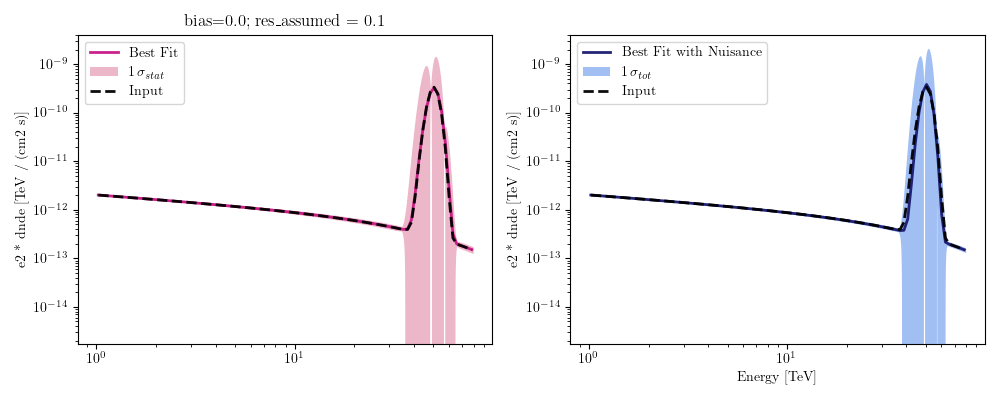 bias=0.0; res_assumed = 0.1
e2 * dnde [TeV / (cm2 s)]
10⁻⁹
10⁻¹⁰
10⁻¹¹
10⁻¹²
10⁻¹³
10⁻¹⁴
Best Fit
1 σ_stat
Input
10⁰
10¹
e2 * dnde [TeV / (cm2 s)]
10⁻⁹
10⁻¹⁰
10⁻¹¹
10⁻¹²
10⁻¹³
10⁻¹⁴
Best Fit with Nuisance
1 σ_tot
Input
10⁰
10¹
Energy [TeV]